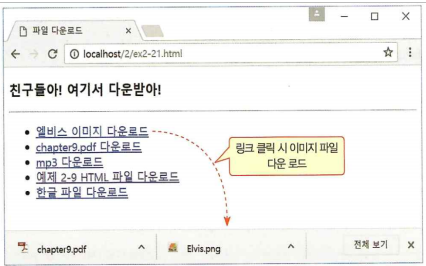 파일 다운로드
localhost/2/ex2-21.html
친구들아! 여기서 다운받아!
엘비스 이미지 다운로드
chapter9.pdf 다운로드
mp3 다운로드
예제 2-9 HTML 파일 다운로드
한글 파일 다운로드
링크 클릭 시 이미지 파일
다운 로드
chapter9.pdf
Elvis.png
전체 보기